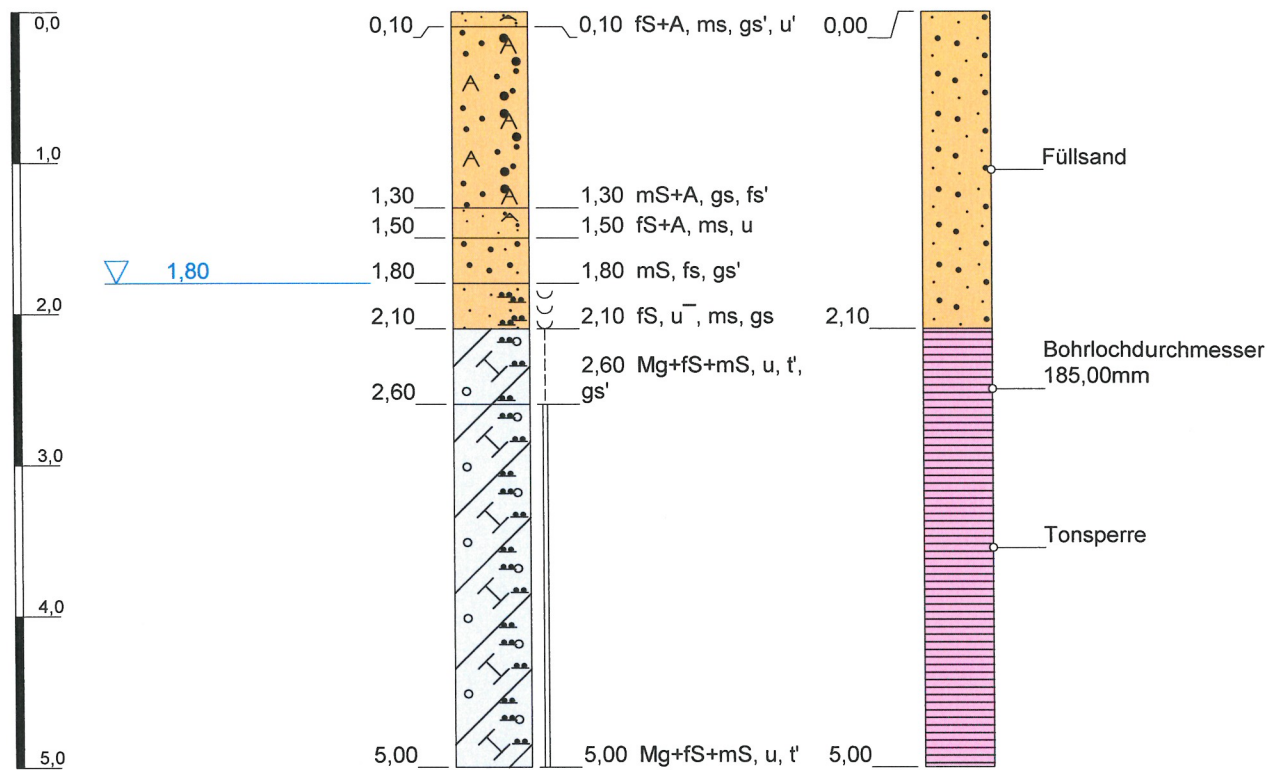 0,0
0,10
0,10 fS+A, ms, gs', u'
0,00
1,0
Füllsand
1,30
1,30 mS+A, gs, fs'
1,50
1,50 fS+A, ms, u
1,80
1,80
1,80 mS, fs, gs'
2,0
2,10
2,10 fS, u¯, ms, gs
2,10
Bohrlochdurchmesser
185,00mm
2,60 Mg+fS+mS, u, t',
gs'
2,60
3,0
Tonsperre
4,0
5,0
5,00
5,00 Mg+fS+mS, u, t'
5,00